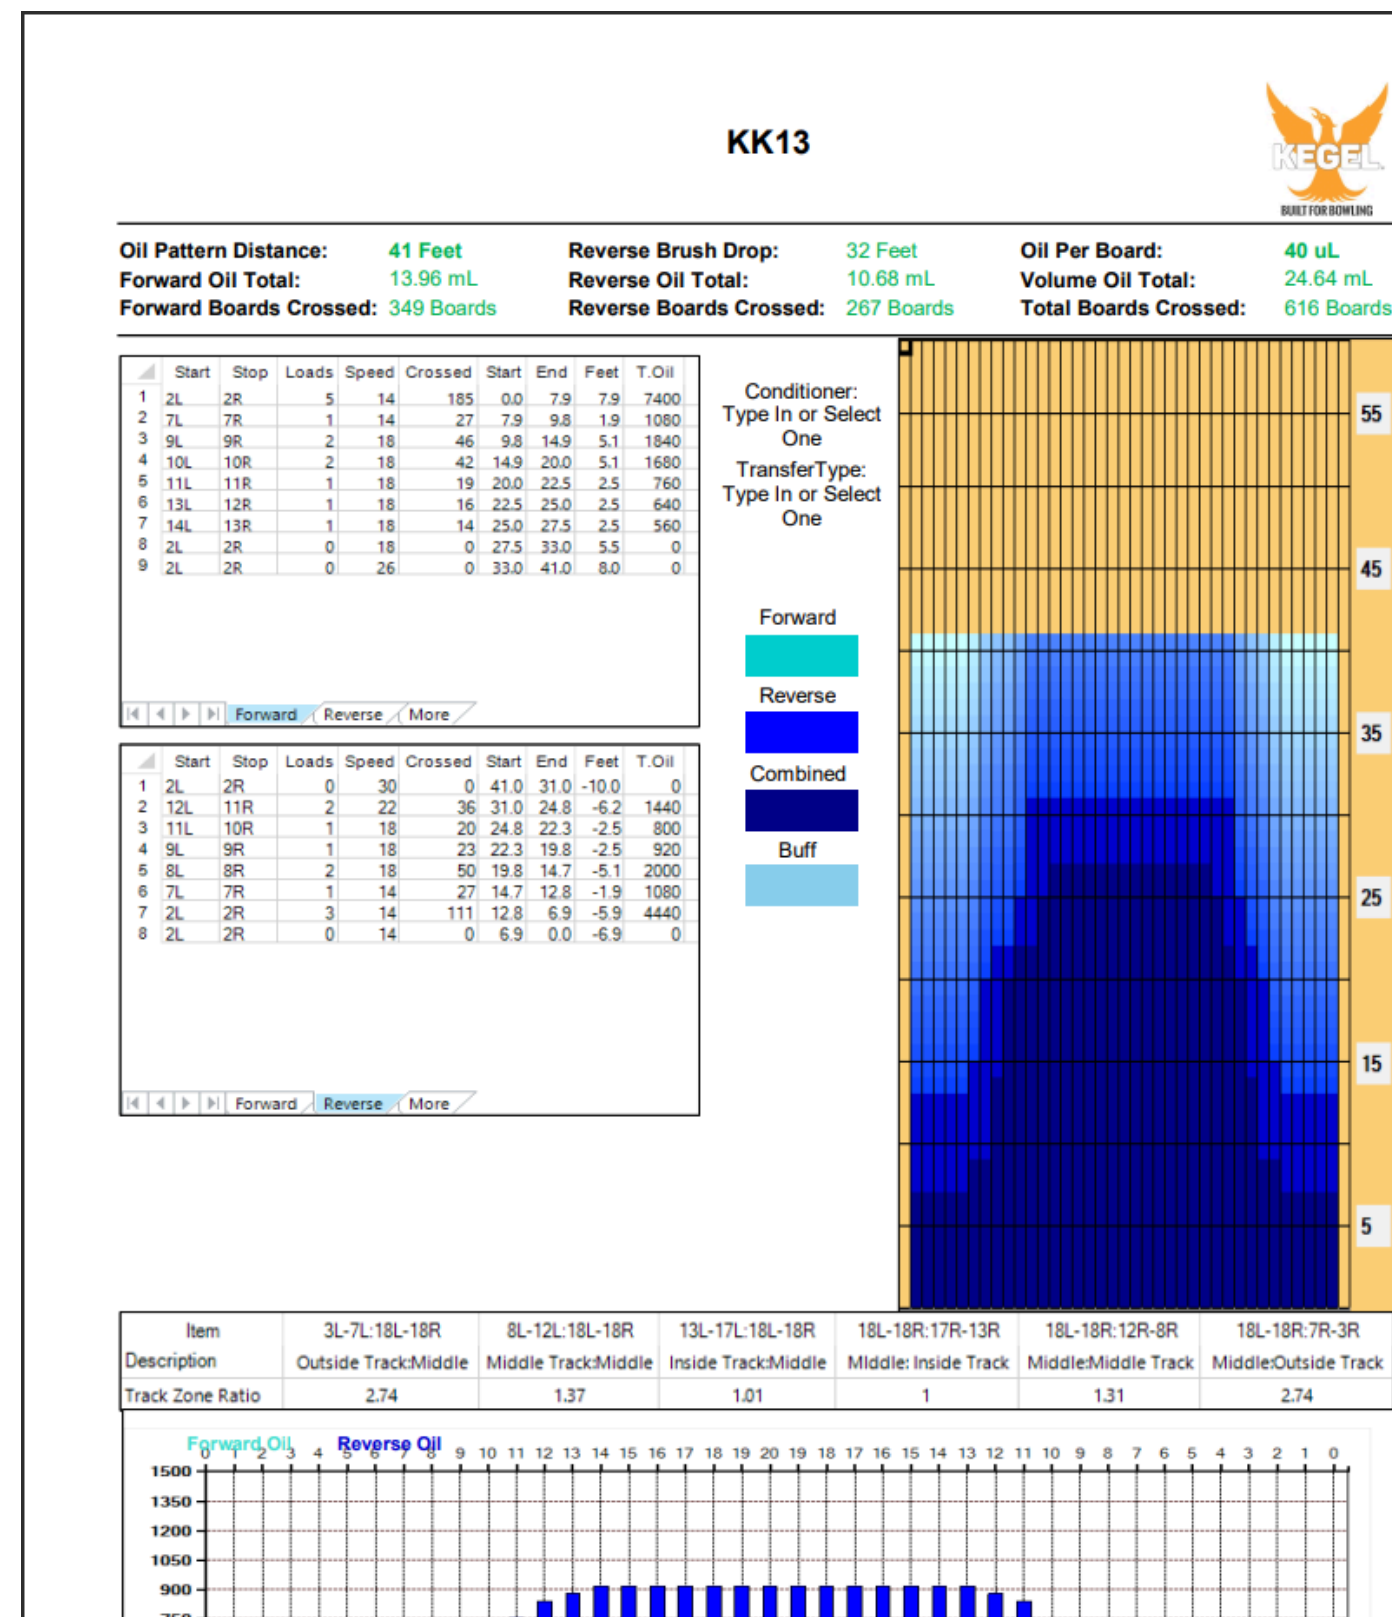 KK13
KEGEL
BUILT FOR BOWLING
Oil Pattern Distance: 41 Feet Reverse Brush Drop: 32 Feet Oil Per Board: 40 uL
Forward Oil Total: 13.96 mL Reverse Oil Total: 10.68 mL Volume Oil Total: 24.64 mL
Forward Boards Crossed: 349 Boards Reverse Boards Crossed: 267 Boards Total Boards Crossed: 616 Boards
Start Stop Loads Speed Crossed Start End Feet T.Oil
1 2L 2R 5 14 185 0.0 7.9 7.9 7400
2 7L 7R 1 14 27 7.9 9.8 1.9 1080
3 9L 9R 2 18 46 9.8 14.9 5.1 1840
4 10L 10R 2 18 42 14.9 20.0 5.1 1680
5 11L 11R 1 18 19 20.0 22.5 2.5 760
6 13L 12R 1 18 16 22.5 25.0 2.5 640
7 14L 13R 1 18 14 25.0 27.5 2.5 560
8 2L 2R 0 18 0 27.5 33.0 5.5 0
9 2L 2R 0 26 0 33.0 41.0 8.0 0
Forward Reverse More
Start Stop Loads Speed Crossed Start End Feet T.Oil
1 2L 2R 0 30 0 41.0 31.0 -10.0 0
2 12L 11R 2 22 36 31.0 24.8 -6.2 1440
3 11L 10R 1 18 20 24.8 22.3 -2.5 800
4 9L 9R 1 18 23 22.3 19.8 -2.5 920
5 8L 8R 2 18 50 19.8 14.7 -5.1 2000
6 7L 7R 1 14 27 14.7 12.8 -1.9 1080
7 2L 2R 3 14 111 12.8 6.9 -5.9 4440
8 2L 2R 0 14 0 6.9 0.0 -6.9 0
Forward Reverse More
Conditioner:
Type In or Select
One
TransferType:
Type In or Select
One
Forward
Reverse
Combined
Buff
55
45
35
25
15
5
Item 3L-7L:18L-18R 8L-12L:18L-18R 13L-17L:18L-18R 18L-18R:17R-13R 18L-18R:12R-8R 18L-18R:7R-3R
Description Outside Track:Middle Middle Track:Middle Inside Track:Middle MIddle: Inside Track Middle:Middle Track Middle:Outside Track
Track Zone Ratio 2.74 1.37 1.01 1 1.31 2.74
Forward Oil Reverse Oil
0 1 2 3 4 5 6 7 8 9 10 11 12 13 14 15 16 17 18 19 20 19 18 17 16 15 14 13 12 11 10 9 8 7 6 5 4 3 2 1 0
1500
1350
1200
1050
900
750